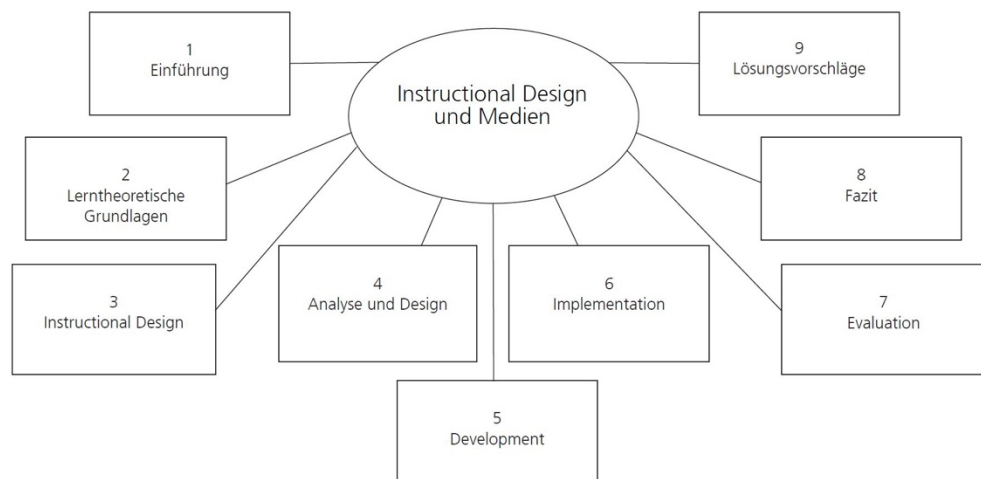 Instructional Design
und Medien
1
Einführung
2
Lerntheoretische
Grundlagen
3
Instructional Design
4
Analyse und Design
5
Development
6
Implementation
7
Evaluation
8
Fazit
9
Lösungsvorschläge